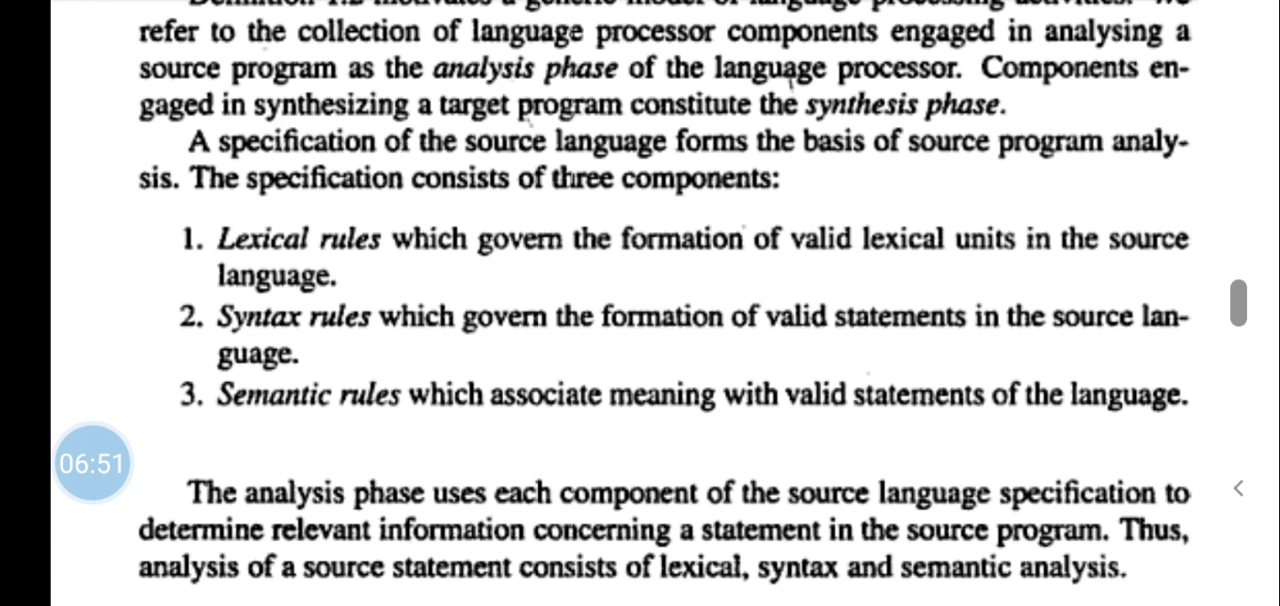 refer to the collection of language processor components engaged in analysing a
source program as the analysis phase of the language processor. Components en-
gaged in synthesizing a target program constitute the synthesis phase.
A specification of the source language forms the basis of source program analy-
sis. The specification consists of three components:
1. Lexical rules which govern the formation of valid lexical units in the source
language.
2. Syntax rules which govern the formation of valid statements in the source lan-
guage.
3. Semantic rules which associate meaning with valid statements of the language.
06:51
The analysis phase uses each component of the source language specification to
determine relevant information concerning a statement in the source program. Thus,
analysis of a source statement consists of lexical, syntax and semantic analysis.